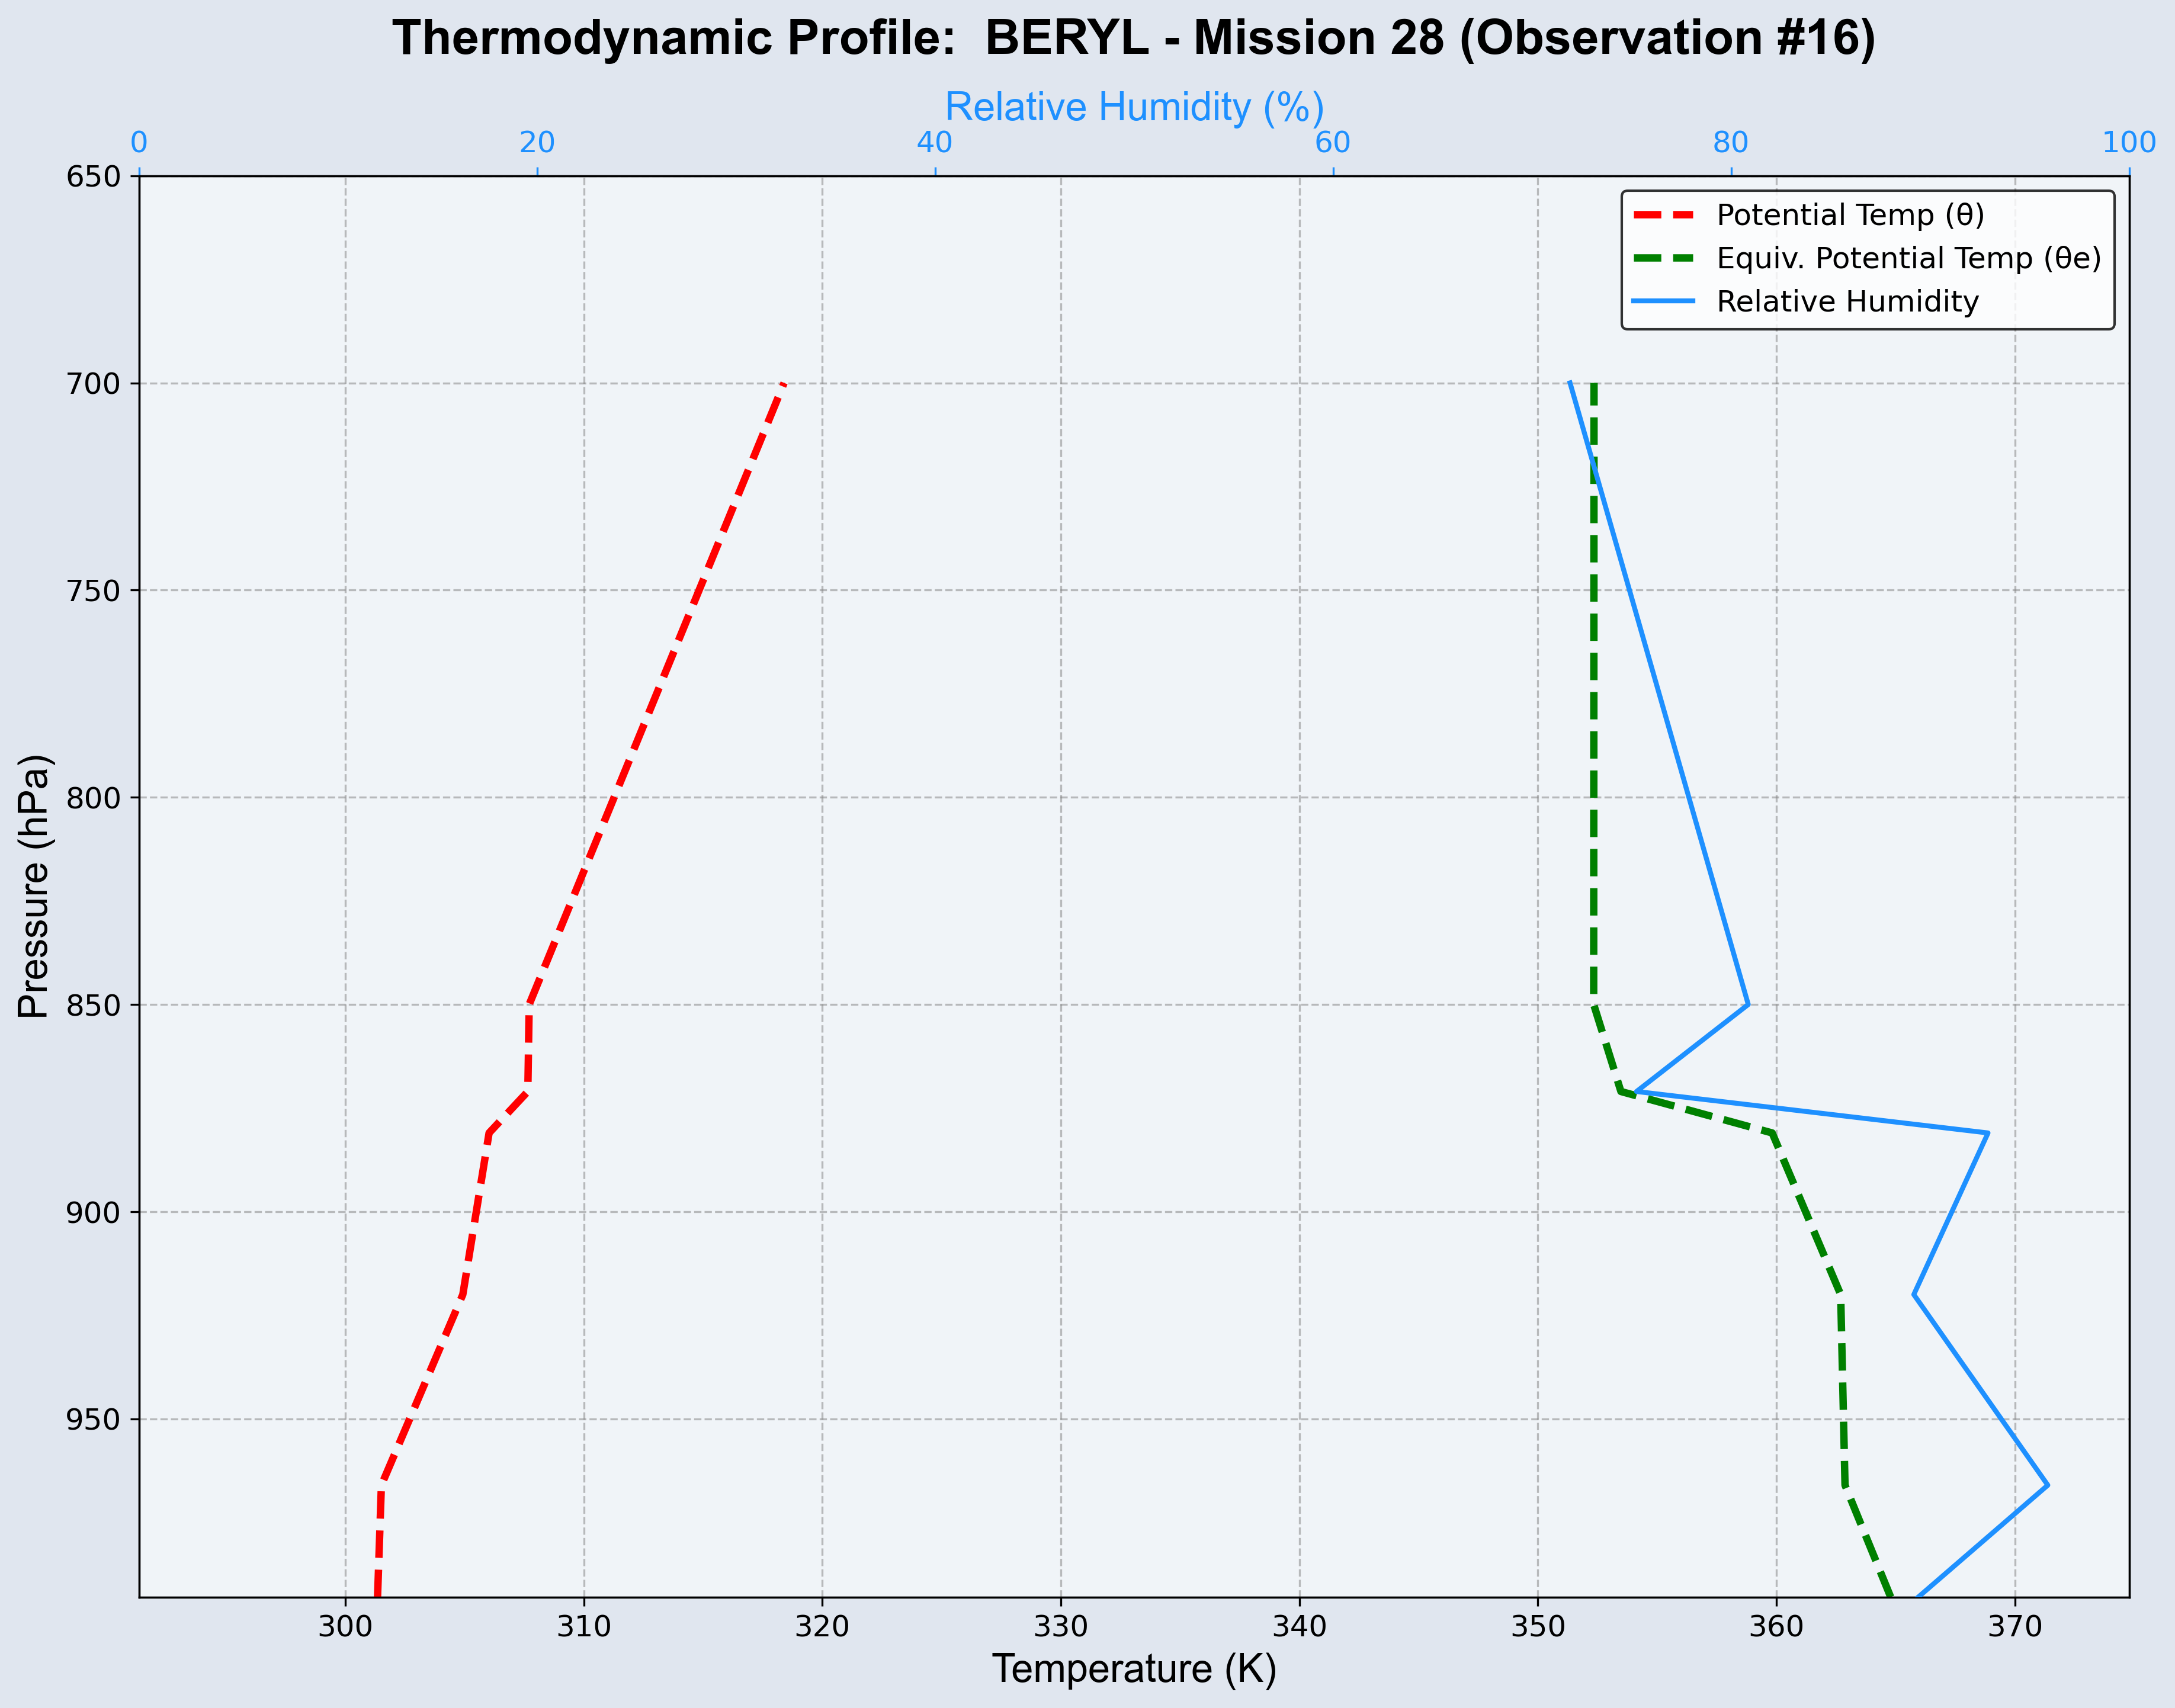 Thermodynamic Profile:  BERYL - Mission 28 (Observation #16)
Relative Humidity (%)
0 20 40 60 80 100
Potential Temp (θ)
Equiv. Potential Temp (θe)
Relative Humidity
Pressure (hPa)
650
700
750
800
850
900
950
300 310 320 330 340 350 360 370
Temperature (K)